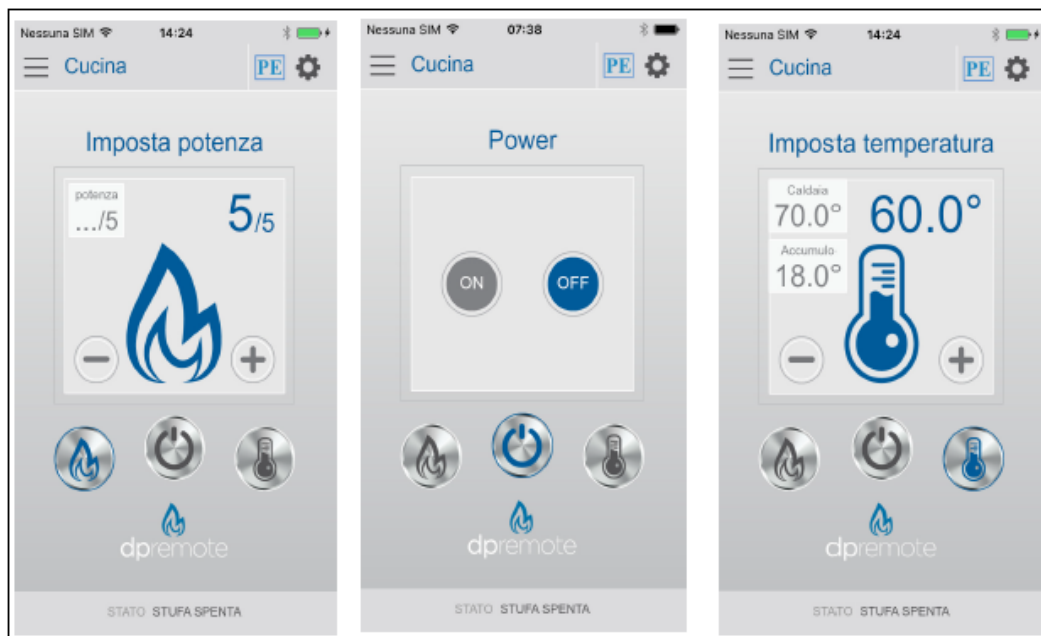 Nessuna SIM 14:24
Cucina PE
Imposta potenza
potenza
.../5
5/5
dpremote
STATO STUFA SPENTA
Nessuna SIM 07:38
Cucina PE
Power
ON OFF
dpremote
STATO STUFA SPENTA
Nessuna SIM 14:24
Cucina PE
Imposta temperatura
Caldaia
70.0° 60.0°
Accumulo
18.0°
dpremote
STATO STUFA SPENTA